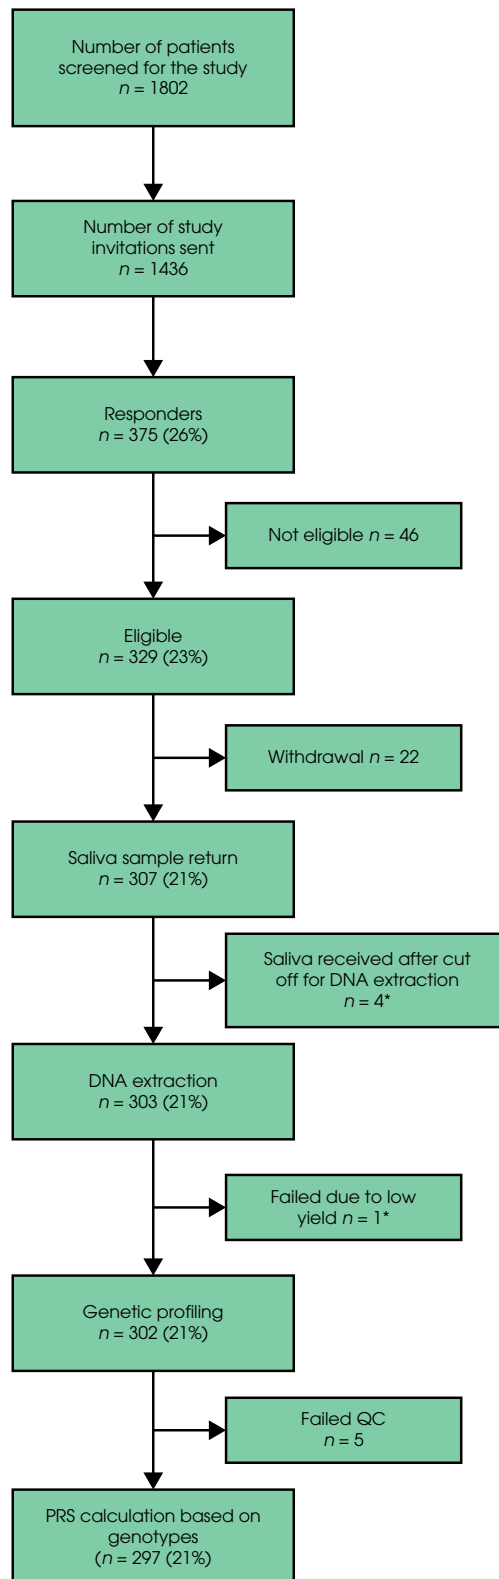 Number of patients
screened for the study
n = 1802
Number of study
invitations sent
n = 1436
Responders
n = 375 (26%)
Not eligible n = 46
Eligible
n = 329 (23%)
Withdrawal n = 22
Saliva sample return
n = 307 (21%)
Saliva received after cut
off for DNA extraction
n = 4*
DNA extraction
n = 303 (21%)
Failed due to low
yield n = 1*
Genetic profiling
n = 302 (21%)
Failed QC
n = 5
PRS calculation based on
genotypes
(n = 297 (21%)